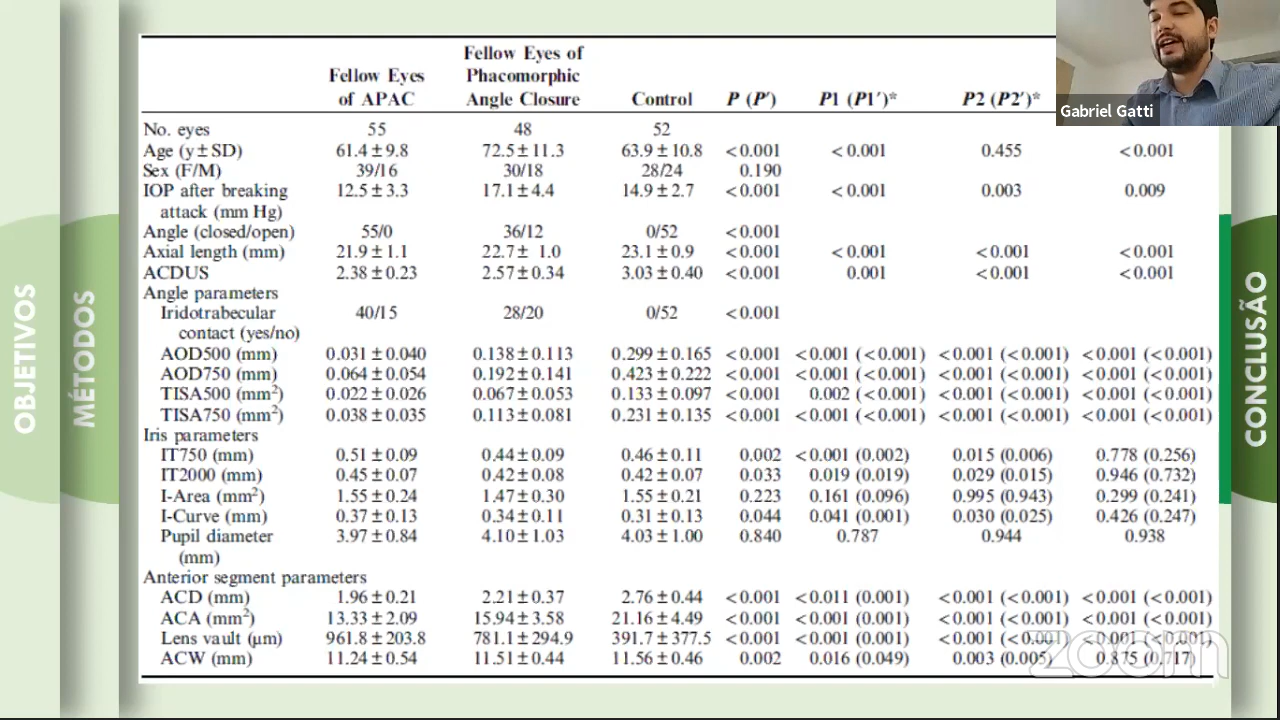 Fellow Eyes of
Fellow Eyes Phacomorphic
of APAC Angle Closure Control P (P′) P1 (P1′)* P2 (P2′)*
Gabriel Gatti
No. eyes 55 48 52
Age (y ± SD) 61.4 ± 9.8 72.5 ± 11.3 63.9 ± 10.8 <0.001 <0.001 0.455 <0.001
Sex (F/M) 39/16 30/18 28/24 0.190
IOP after breaking 12.5 ± 3.3 17.1 ± 4.4 14.9 ± 2.7 <0.001 <0.001 0.003 0.009
attack (mm Hg)
Angle (closed/open) 55/0 36/12 0/52 <0.001
Axial length (mm) 21.9 ± 1.1 22.7 ± 1.0 23.1 ± 0.9 <0.001 <0.001 <0.001 <0.001
ACDUS 2.38 ± 0.23 2.57 ± 0.34 3.03 ± 0.40 <0.001 0.001 <0.001 <0.001
Angle parameters
Iridotrabecular 40/15 28/20 0/52 <0.001
contact (yes/no)
AOD500 (mm) 0.031 ± 0.040 0.138 ± 0.113 0.299 ± 0.165 <0.001 <0.001 (<0.001) <0.001 (<0.001) <0.001 (<0.001)
AOD750 (mm) 0.064 ± 0.054 0.192 ± 0.141 0.423 ± 0.222 <0.001 <0.001 (<0.001) <0.001 (<0.001) <0.001 (<0.001)
TISA500 (mm²) 0.022 ± 0.026 0.067 ± 0.053 0.133 ± 0.097 <0.001 0.002 (<0.001) <0.001 (<0.001) <0.001 (<0.001)
TISA750 (mm²) 0.038 ± 0.035 0.113 ± 0.081 0.231 ± 0.135 <0.001 <0.001 (<0.001) <0.001 (<0.001) <0.001 (<0.001)
Iris parameters
IT750 (mm) 0.51 ± 0.09 0.44 ± 0.09 0.46 ± 0.11 0.002 <0.001 (0.002) 0.015 (0.006) 0.778 (0.256)
IT2000 (mm) 0.45 ± 0.07 0.42 ± 0.08 0.42 ± 0.07 0.033 0.019 (0.019) 0.029 (0.015) 0.946 (0.732)
I-Area (mm²) 1.55 ± 0.24 1.47 ± 0.30 1.55 ± 0.21 0.223 0.161 (0.096) 0.995 (0.943) 0.299 (0.241)
I-Curve (mm) 0.37 ± 0.13 0.34 ± 0.11 0.31 ± 0.13 0.044 0.041 (0.001) 0.030 (0.025) 0.426 (0.247)
Pupil diameter 3.97 ± 0.84 4.10 ± 1.03 4.03 ± 1.00 0.840 0.787 0.944 0.938
(mm)
Anterior segment parameters
ACD (mm) 1.96 ± 0.21 2.21 ± 0.37 2.76 ± 0.44 <0.001 <0.011 (0.001) <0.001 (<0.001) <0.001 (<0.001)
ACA (mm²) 13.33 ± 2.09 15.94 ± 3.58 21.16 ± 4.49 <0.001 <0.001 (0.001) <0.001 (<0.001) <0.001 (<0.001)
Lens vault (μm) 961.8 ± 203.8 781.1 ± 294.9 391.7 ± 377.5 <0.001 <0.001 (0.001) <0.001 (<0.001) <0.001 (<0.001)
ACW (mm) 11.24 ± 0.54 11.51 ± 0.44 11.56 ± 0.46 0.002 0.016 (0.049) 0.003 (0.005) 0.875 (0.717)
zoom
OBJETIVOS
MÉTODOS
CONCLUSÃO